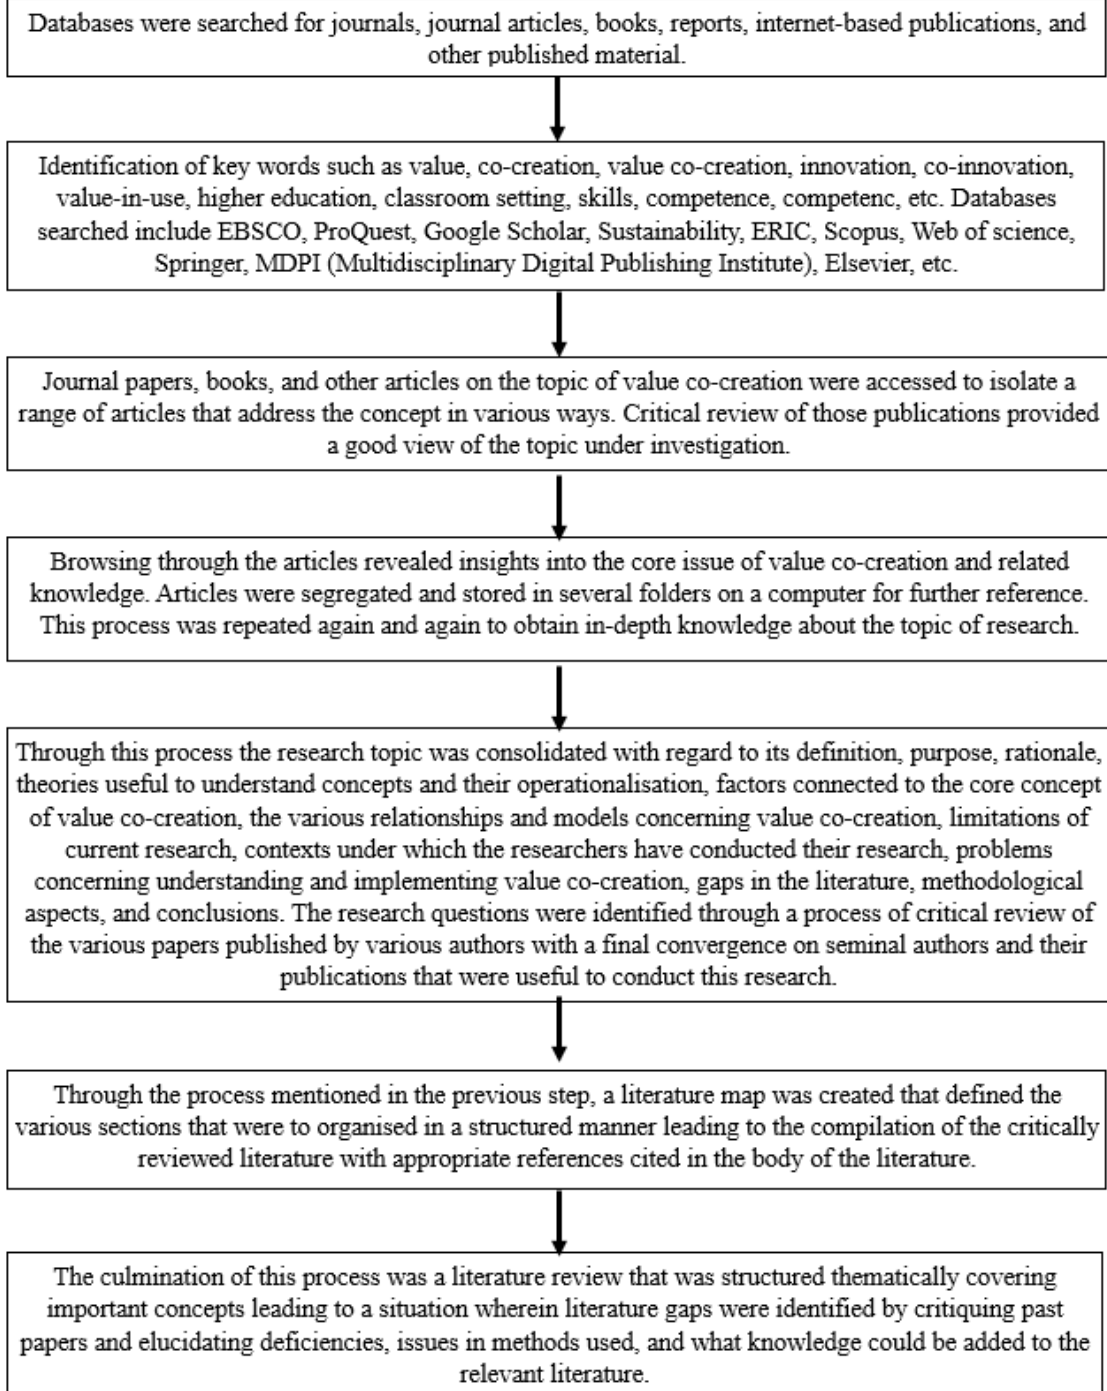 Databases were searched for journals, journal articles, books, reports, internet-based publications, and
other published material.
Identification of key words such as value, co-creation, value co-creation, innovation, co-innovation,
value-in-use, higher education, classroom setting, skills, competence, competenc, etc. Databases
searched include EBSCO, ProQuest, Google Scholar, Sustainability, ERIC, Scopus, Web of science,
Springer, MDPI (Multidisciplinary Digital Publishing Institute), Elsevier, etc.
Journal papers, books, and other articles on the topic of value co-creation were accessed to isolate a
range of articles that address the concept in various ways. Critical review of those publications provided
a good view of the topic under investigation.
Browsing through the articles revealed insights into the core issue of value co-creation and related
knowledge. Articles were segregated and stored in several folders on a computer for further reference.
This process was repeated again and again to obtain in-depth knowledge about the topic of research.
Through this process the research topic was consolidated with regard to its definition, purpose, rationale,
theories useful to understand concepts and their operationalisation, factors connected to the core concept
of value co-creation, the various relationships and models concerning value co-creation, limitations of
current research, contexts under which the researchers have conducted their research, problems
concerning understanding and implementing value co-creation, gaps in the literature, methodological
aspects, and conclusions. The research questions were identified through a process of critical review of
the various papers published by various authors with a final convergence on seminal authors and their
publications that were useful to conduct this research.
Through the process mentioned in the previous step, a literature map was created that defined the
various sections that were to organised in a structured manner leading to the compilation of the critically
reviewed literature with appropriate references cited in the body of the literature.
The culmination of this process was a literature review that was structured thematically covering
important concepts leading to a situation wherein literature gaps were identified by critiquing past
papers and elucidating deficiencies, issues in methods used, and what knowledge could be added to the
relevant literature.